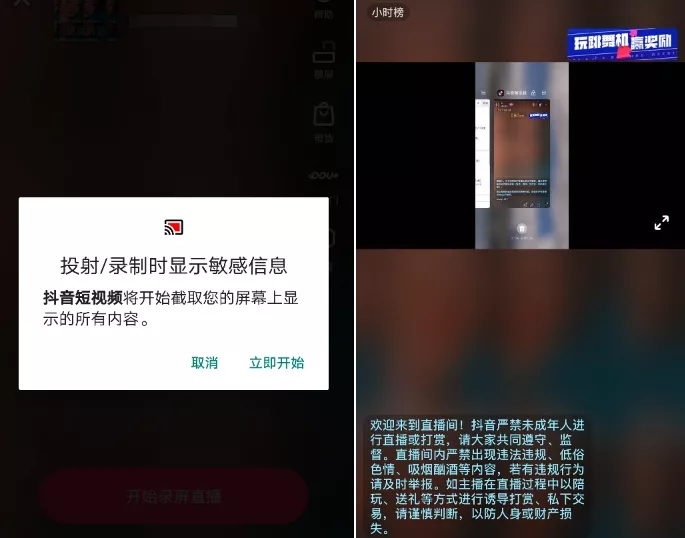 投射/录制时显示敏感信息
抖音短视频将开始截取您的屏幕上显
示的所有内容。
取消
立即开始
开始录屏直播
小时榜
玩跳舞机赢奖励
欢迎来到直播间！抖音严禁未成年人进
行直播或打赏，请大家共同遵守、监
督。直播间内严禁出现违法违规、低俗
色情、吸烟酗酒等内容，若有违规行为
请及时举报。如主播在直播过程中以陪
玩、送礼等方式进行诱导打赏、私下交
易，请谨慎判断，以防人身或财产损
失。